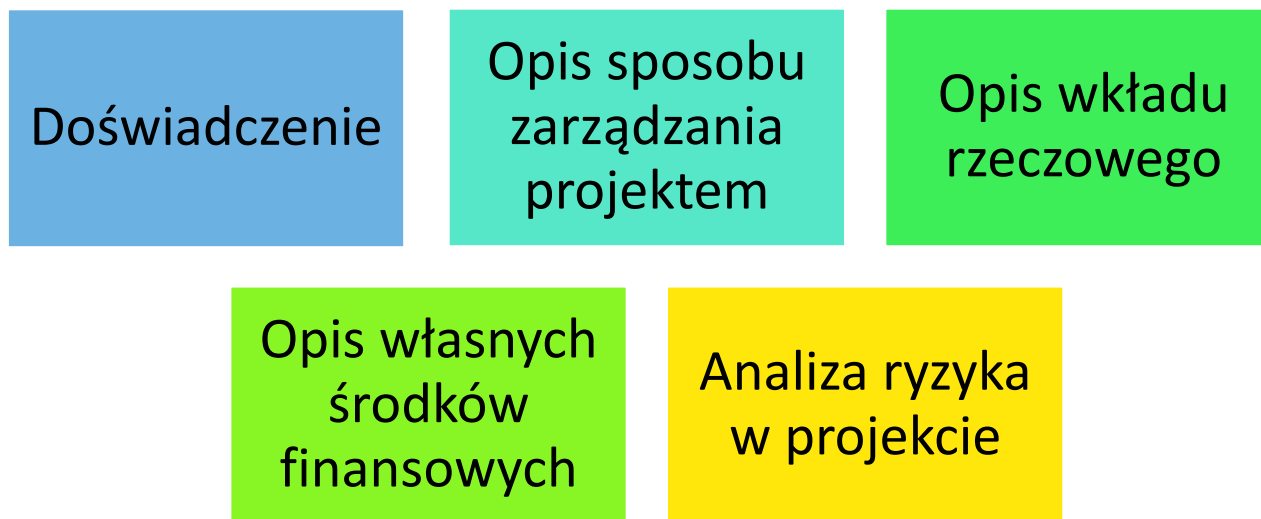 Doświadczenie
Opis sposobu
zarządzania
projektem
Opis wkładu
rzeczowego
Opis własnych
środków
finansowych
Analiza ryzyka
w projekcie